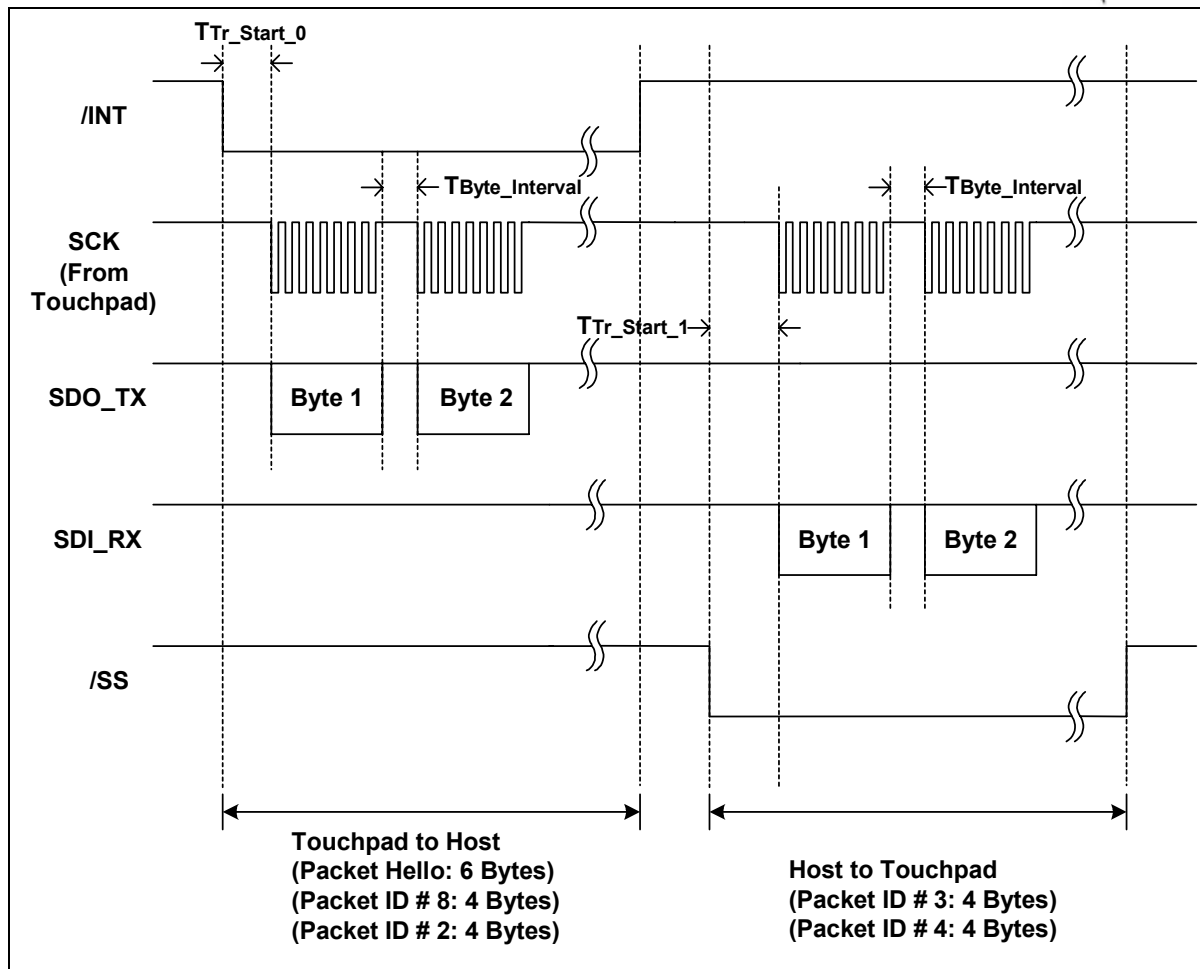 TTr_Start_0
/INT
TByte_Interval
TByte_Interval
SCK
(From
Touchpad)
TTr_Start_1
SDO_TX
Byte 1
Byte 2
SDI_RX
Byte 1
Byte 2
/SS
Touchpad to Host
(Packet Hello: 6 Bytes)
(Packet ID # 8: 4 Bytes)
(Packet ID # 2: 4 Bytes)
Host to Touchpad
(Packet ID # 3: 4 Bytes)
(Packet ID # 4: 4 Bytes)